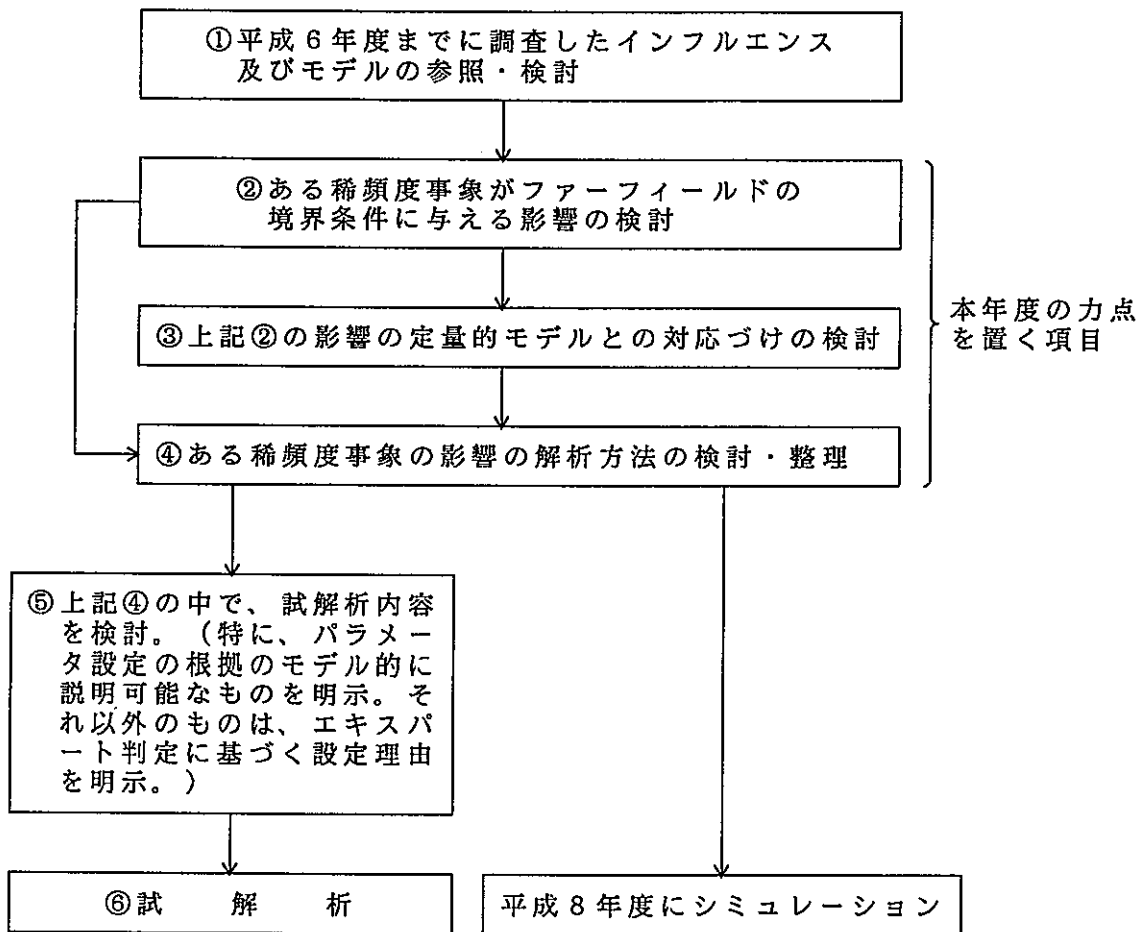 ①平成6年度までに調査したインフルエンス
及びモデルの参照・検討
②ある稀頻度事象がファーフィールドの
境界条件に与える影響の検討
③上記②の影響の定量的モデルとの対応づけの検討
④ある稀頻度事象の影響の解析方法の検討・整理
本年度の力点
を置く項目
⑤上記④の中で、試解析内容
を検討。（特に、パラメー
タ設定の根拠のモデル的に
説明可能なものを明示。そ
れ以外のものは、エキスパ
ート判定に基づく設定理由
を明示。）
⑥試 解 析
平成8年度にシミュレーション